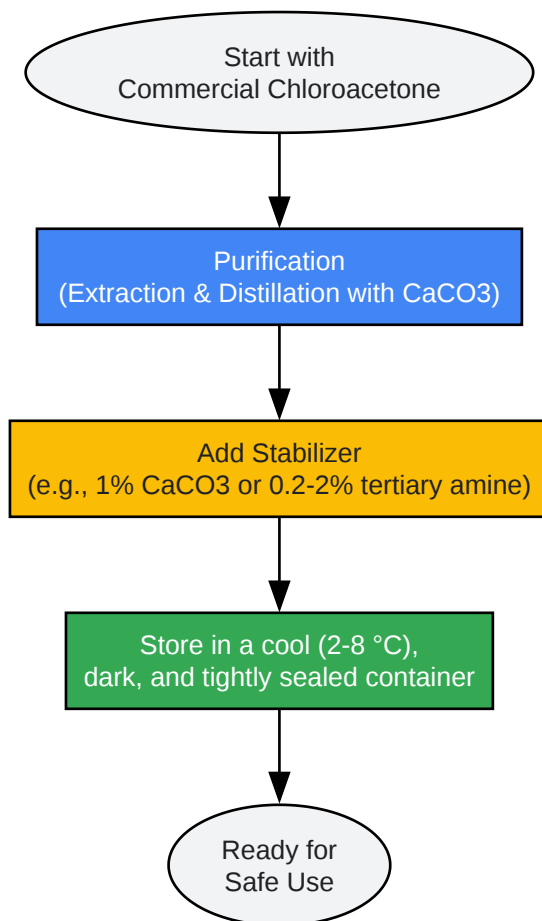 Start with
Commercial Chloroacetone
Purification
(Extraction & Distillation with CaCO3)
Add Stabilizer
(e.g., 1% CaCO3 or 0.2-2% tertiary amine)
Store in a cool (2-8 °C),
dark, and tightly sealed container
Ready for
Safe Use